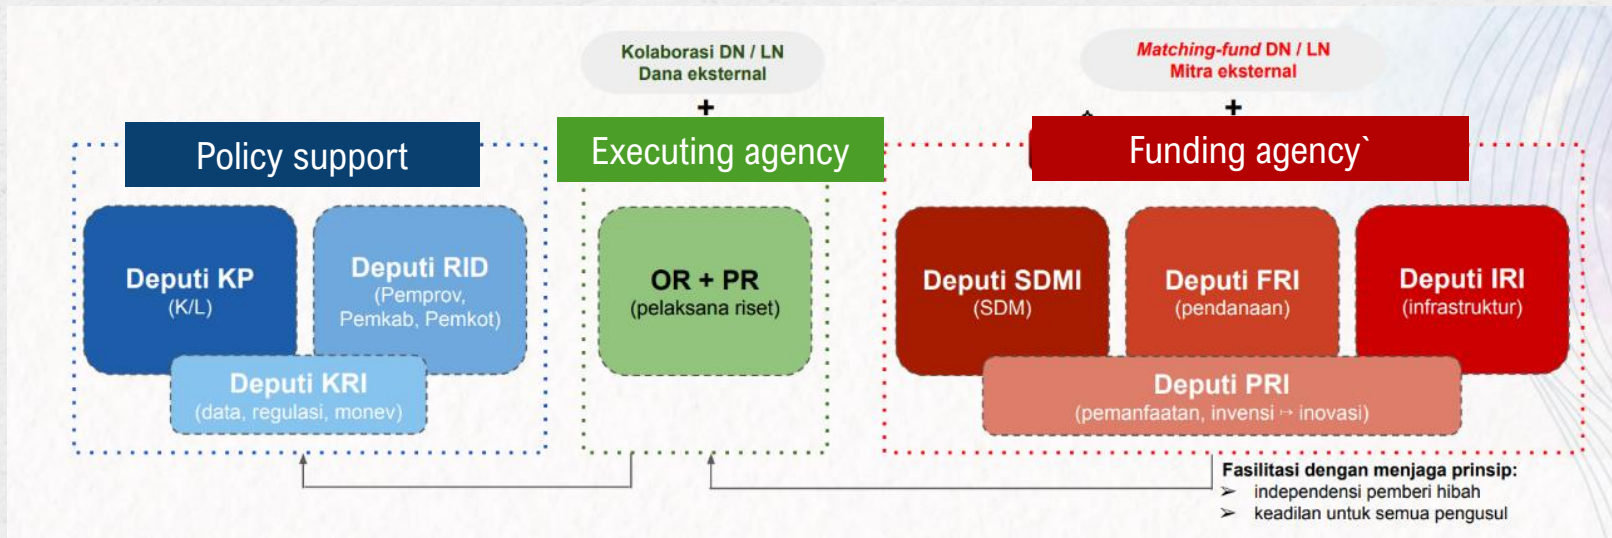 Kolaborasi DN / LN
Dana eksternal
+
Matching-fund DN / LN
Mitra eksternal
+
Policy support
Executing agency
Funding agency`
Deputi KP
(K/L)
Deputi RID
(Pemprov,
Pemkab, Pemkot)
Deputi KRI
(data, regulasi, monev)
OR + PR
(pelaksana riset)
Deputi SDMI
(SDM)
Deputi FRI
(pendanaan)
Deputi IRI
(infrastruktur)
Deputi PRI
(pemanfaatan, invensi ↦ inovasi)
Fasilitasi dengan menjaga prinsip:
➢ independensi pemberi hibah
➢ keadilan untuk semua pengusul